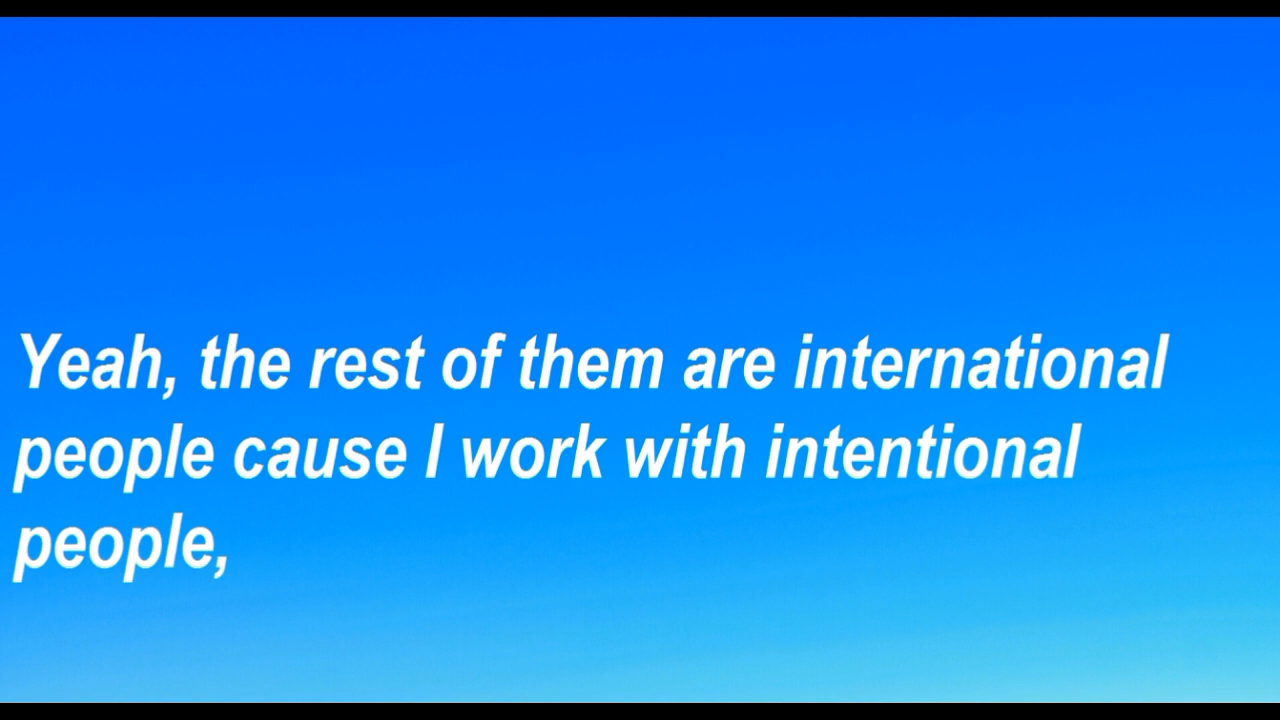 Yeah, the rest of them are international
people cause I work with intentional
people,